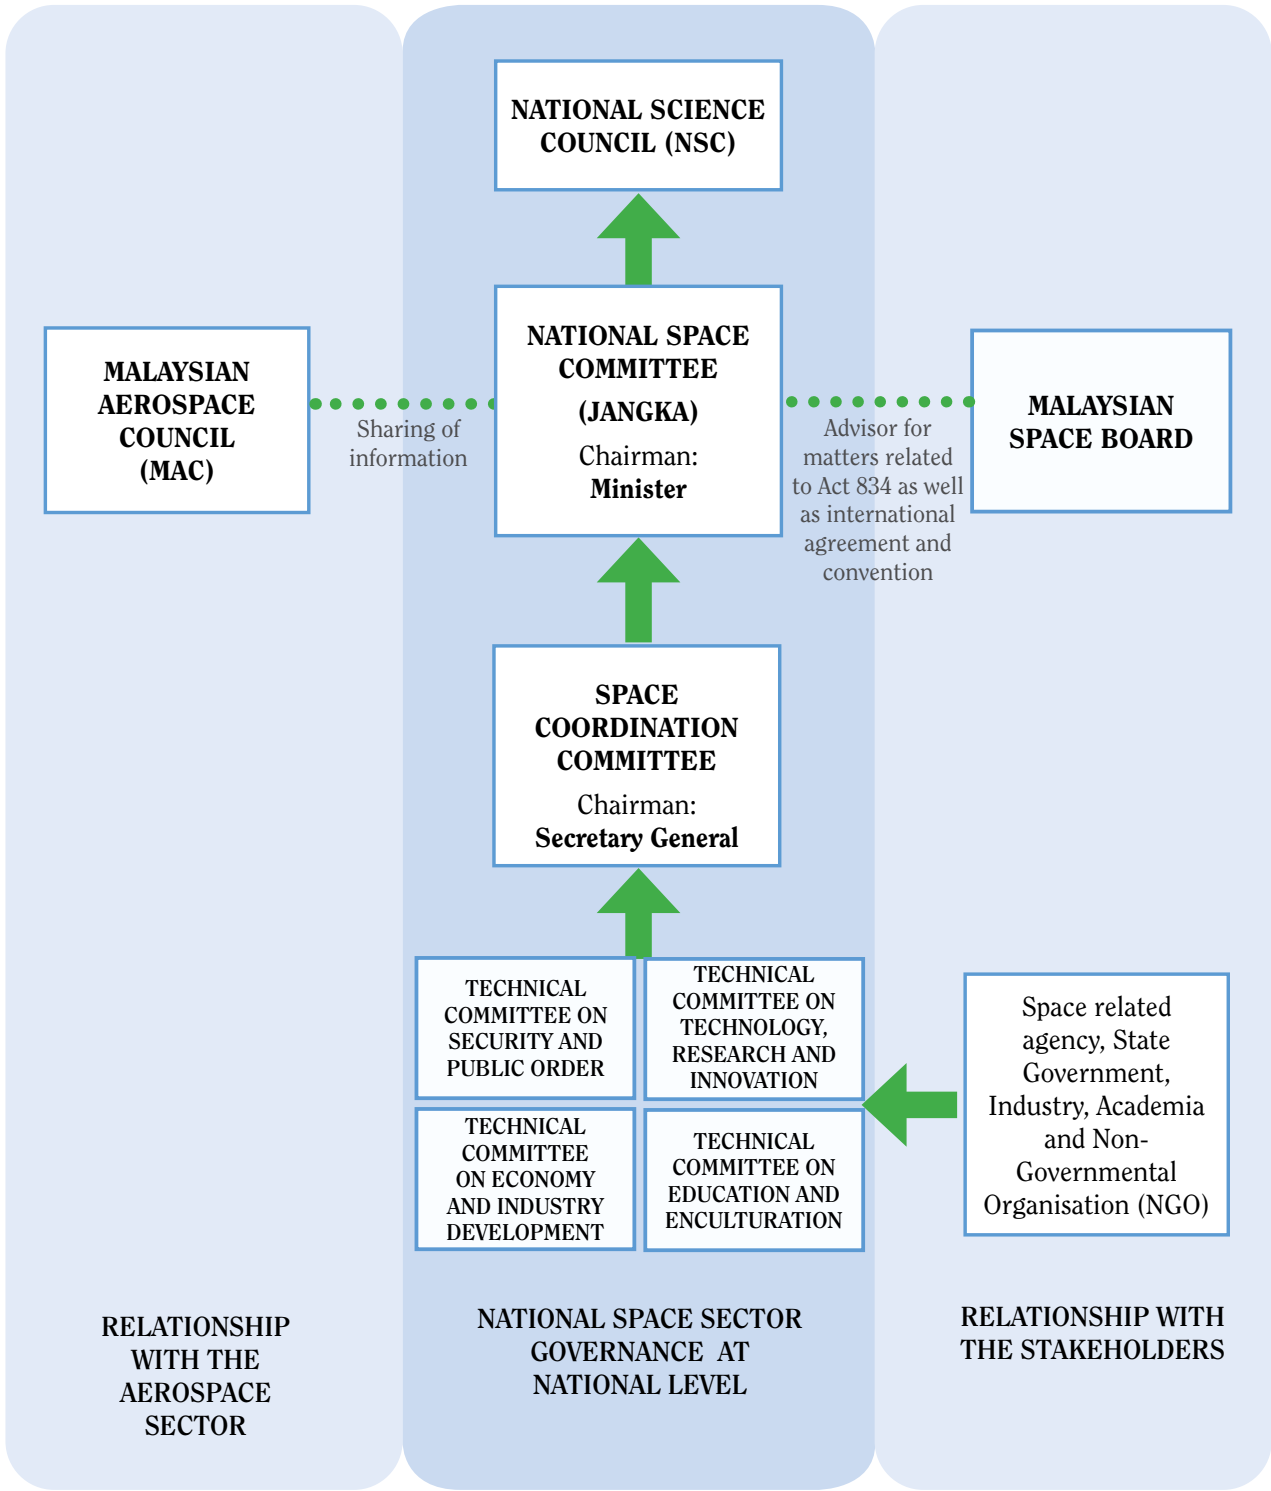 NATIONAL SCIENCE
COUNCIL (NSC)
MALAYSIAN
AEROSPACE
COUNCIL
(MAC)
Sharing of
information
NATIONAL SPACE
COMMITTEE
(JANGKA)
Chairman:
Minister
Advisor for
matters related
to Act 834 as well
as international
agreement and
convention
MALAYSIAN
SPACE BOARD
SPACE
COORDINATION
COMMITTEE
Chairman:
Secretary General
TECHNICAL
COMMITTEE ON
SECURITY AND
PUBLIC ORDER
TECHNICAL
COMMITTEE ON
TECHNOLOGY,
RESEARCH AND
INNOVATION
TECHNICAL
COMMITTEE
ON ECONOMY
AND INDUSTRY
DEVELOPMENT
TECHNICAL
COMMITTEE ON
EDUCATION AND
ENCULTURATION
Space related
agency, State
Government,
Industry, Academia
and Non-
Governmental
Organisation (NGO)
RELATIONSHIP
WITH THE
AEROSPACE
SECTOR
NATIONAL SPACE SECTOR
GOVERNANCE AT
NATIONAL LEVEL
RELATIONSHIP WITH
THE STAKEHOLDERS